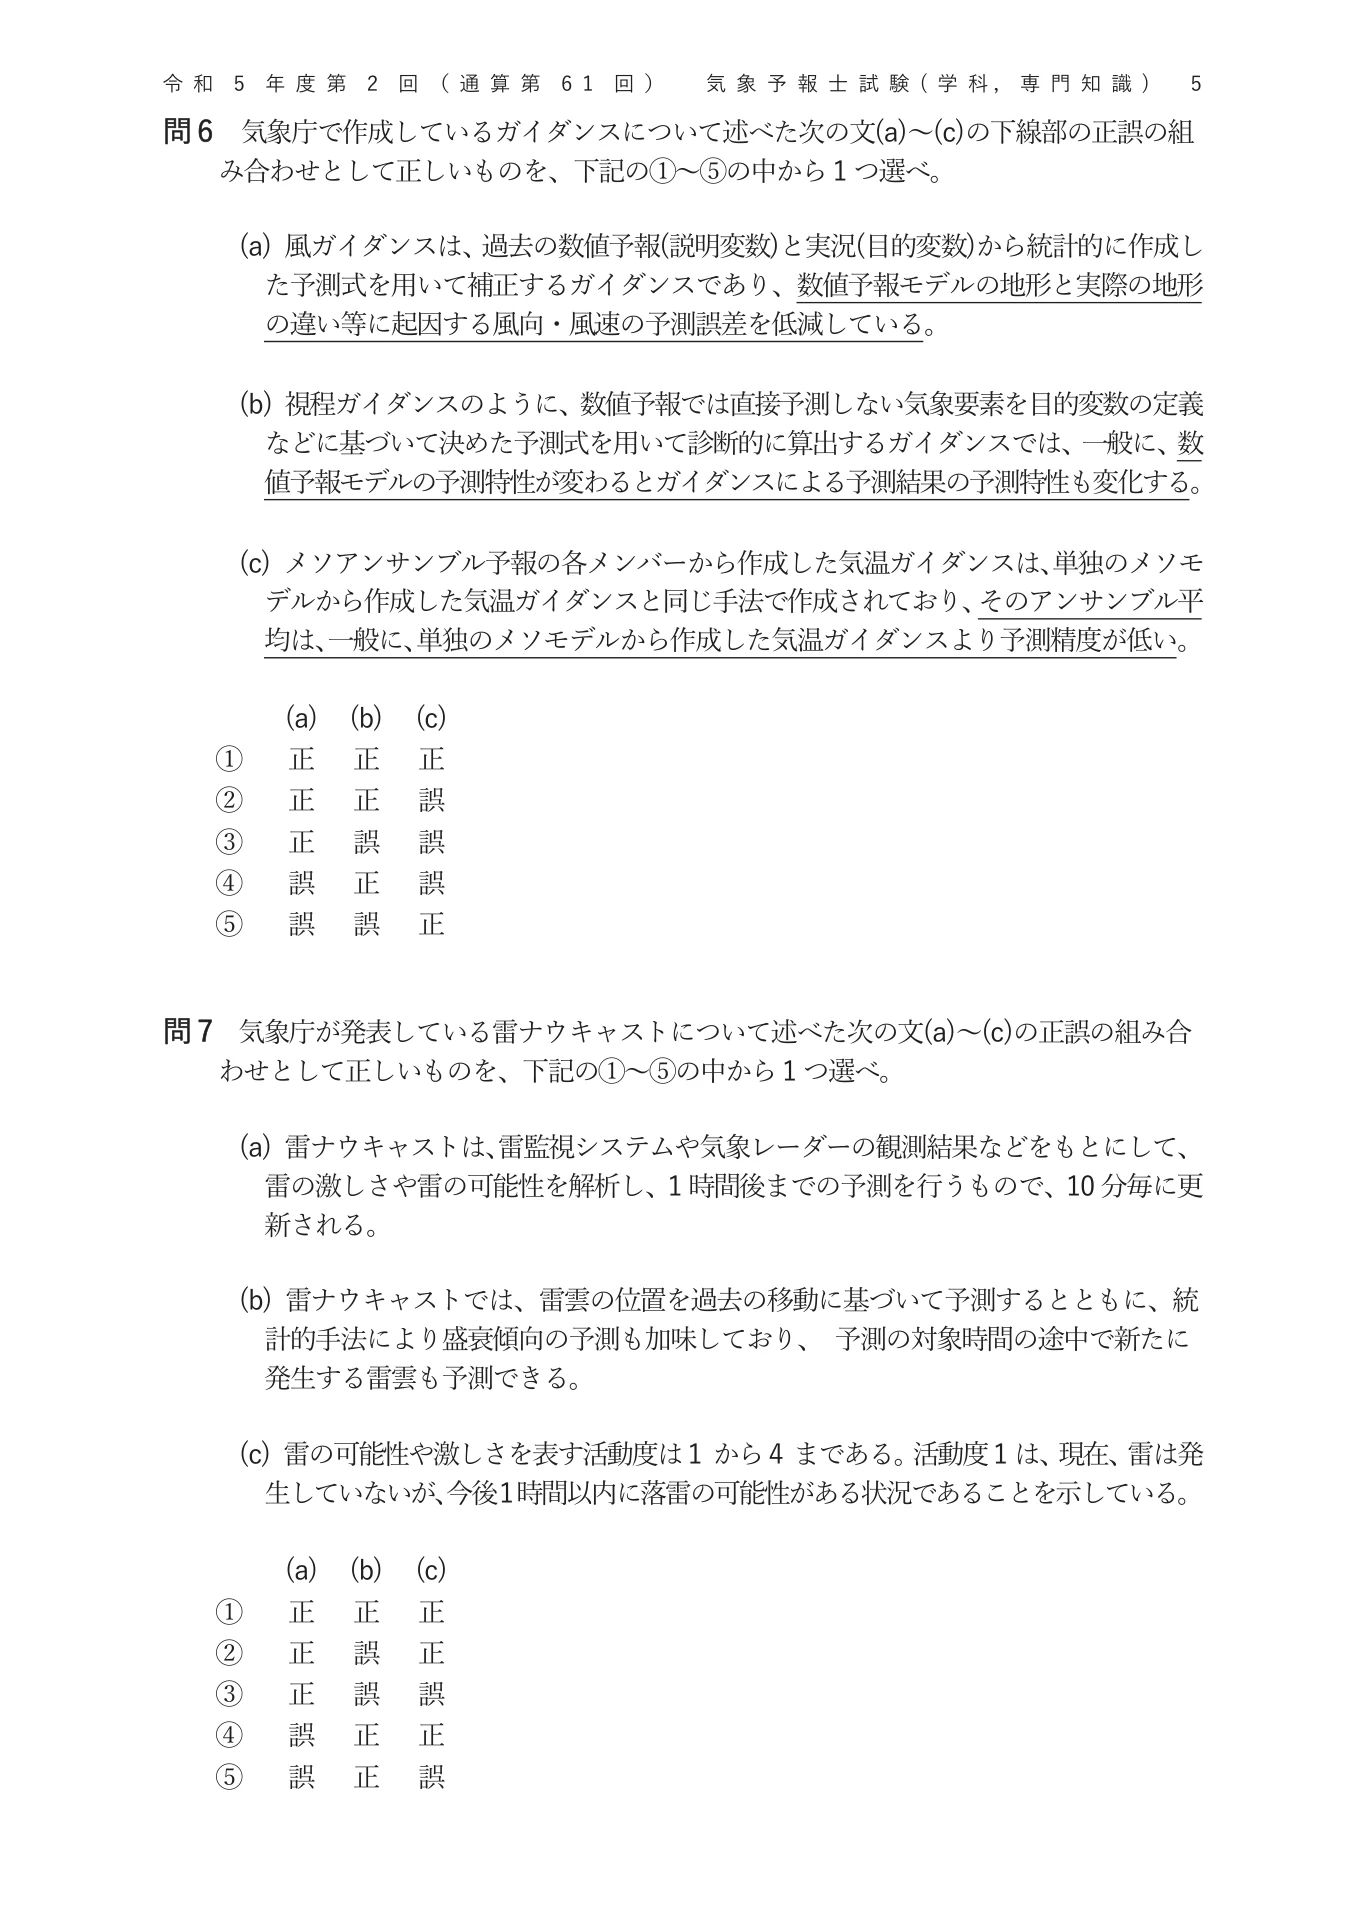 令和5年度第2回（通算第61回）　気象予報士試験(学科, 専門知識)　5
問6　気象庁で作成しているガイダンスについて述べた次の文(a)～(c)の下線部の正誤の組
み合わせとして正しいものを、下記の①～⑤の中から1つ選べ。
(a) 風ガイダンスは、過去の数値予報(説明変数)と実況(目的変数)から統計的に作成し
た予測式を用いて補正するガイダンスであり、数値予報モデルの地形と実際の地形
の違い等に起因する風向・風速の予測誤差を低減している。
(b) 視程ガイダンスのように、数値予報では直接予測しない気象要素を目的変数の定義
などに基づいて決めた予測式を用いて診断的に算出するガイダンスでは、一般に、数
値予報モデルの予測特性が変わるとガイダンスによる予測結果の予測特性も変化する。
(c) メソアンサンブル予報の各メンバーから作成した気温ガイダンスは、単独のメソモ
デルから作成した気温ガイダンスと同じ手法で作成されており、そのアンサンブル平
均は、一般に、単独のメソモデルから作成した気温ガイダンスより予測精度が低い。
(a) (b) (c)
① 正 正 正
② 正 正 誤
③ 正 誤 誤
④ 誤 正 誤
⑤ 誤 誤 正
問7　気象庁が発表している雷ナウキャストについて述べた次の文(a)～(c)の正誤の組み合
わせとして正しいものを、下記の①～⑤の中から1つ選べ。
(a) 雷ナウキャストは、雷監視システムや気象レーダーの観測結果などをもとにして、
雷の激しさや雷の可能性を解析し、1時間後までの予測を行うもので、10分毎に更
新される。
(b) 雷ナウキャストでは、雷雲の位置を過去の移動に基づいて予測するとともに、統
計的手法により盛衰傾向の予測も加味しており、　予測の対象時間の途中で新たに
発生する雷雲も予測できる。
(c) 雷の可能性や激しさを表す活動度は1 から4 までである。活動度1は、現在、雷は発
生していないが、今後1時間以内に落雷の可能性がある状況であることを示している。
(a) (b) (c)
① 正 正 正
② 正 誤 正
③ 正 誤 誤
④ 誤 正 正
⑤ 誤 正 誤